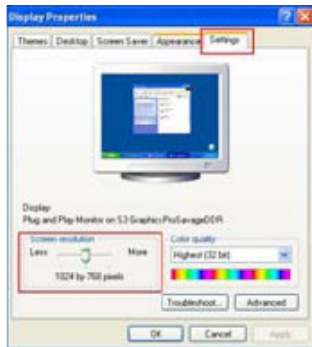 Display Properties
Themes Desktop Screen Saver Appearance Settings
Display:
Plug and Play Monitor on S3 Graphics ProSavageDDR
Screen resolution
Less More
1024 by 768 pixels
Color quality
Highest (32 bit)
Troubleshoot... Advanced
OK Cancel Apply